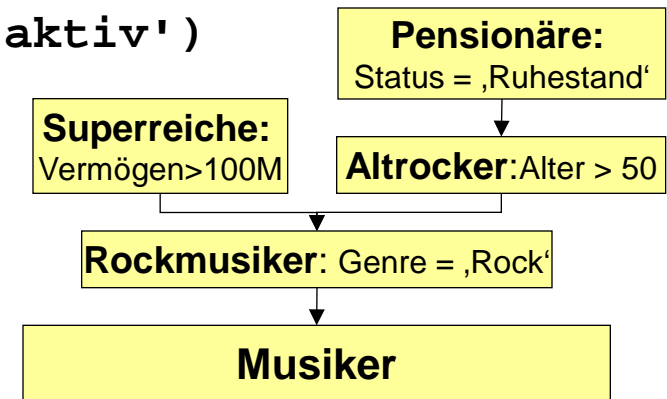 aktiv')
Pensionäre:
Status = ‚Ruhestand‘
Superreiche:
Vermögen>100M
Altrocker:Alter > 50
Rockmusiker: Genre = ‚Rock‘
Musiker